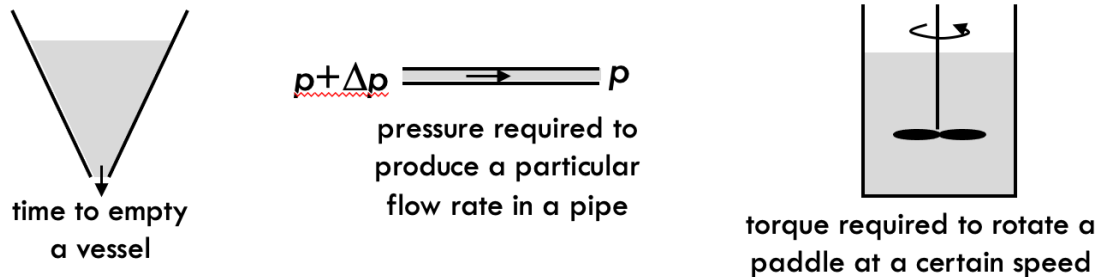 p+Δp
p
time to empty
a vessel
pressure required to
produce a particular
flow rate in a pipe
torque required to rotate a
paddle at a certain speed